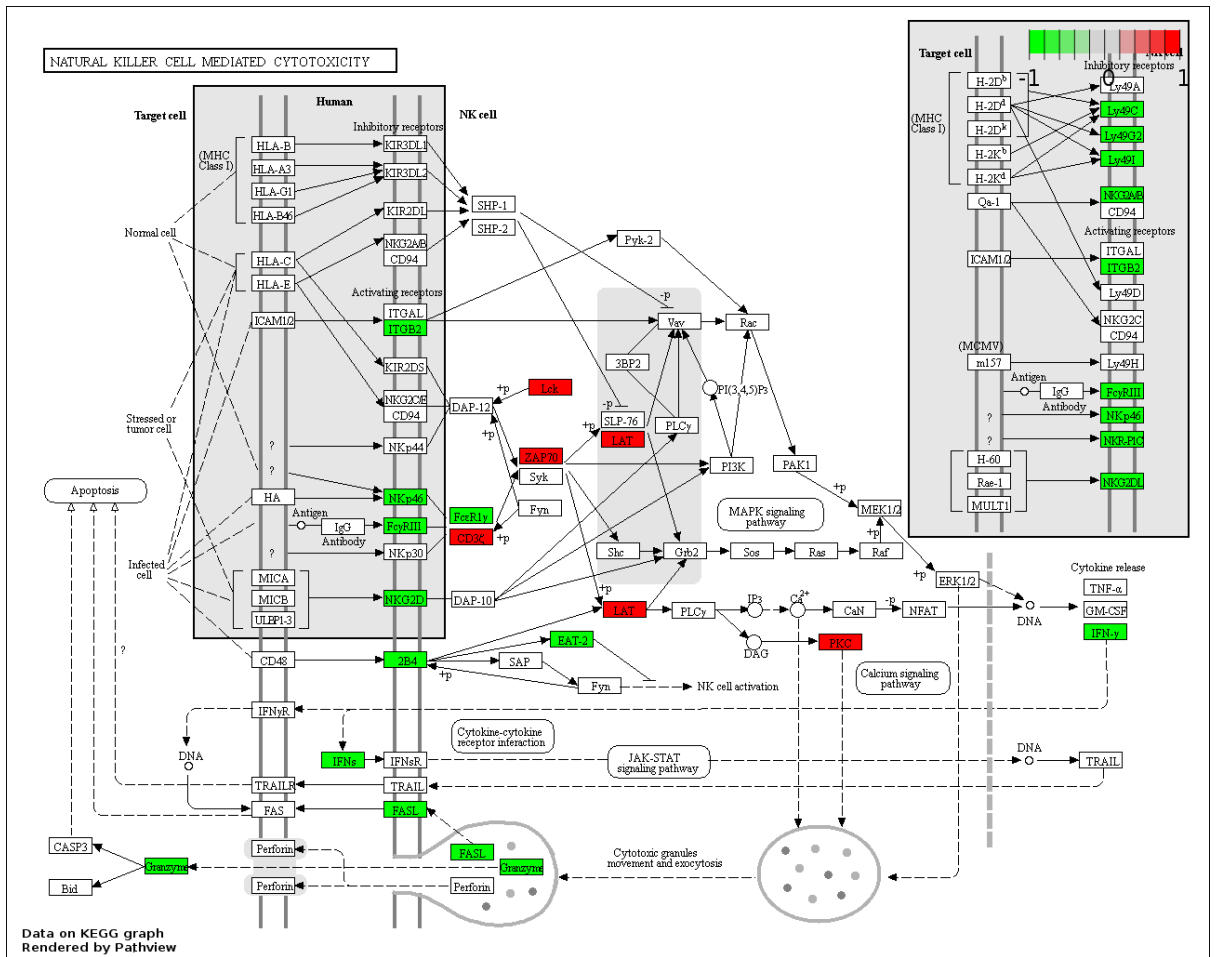 NATURAL KILLER CELL MEDIATED CYTOTOXICITY
Target cell
Human
NK cell
Inhibitory receptors
(MHC
Class I)
HLA-B
HLA-A3
HLA-G1
HLA-B46
HLA-C
HLA-E
ICAM1/2
KIR3DL1
KIR3DL2
KIR2DL
NKG2A/B
CD94
Activating receptors
ITGAL
ITGB2
KIR2DS
NKG2C/E
CD94
NKp44
NKp46
FcγRIII
NKp30
NKG2D
Normal cell
Stressed or
tumor cell
Infected
cell
?
?
HA
Antigen
IgG
Antibody
?
MICA
MICB
ULBP1-3
CD48
2B4
?
SHP-1
SHP-2
Pyk-2
-p
Vav
Rac
3BP2
PI(3,4,5)P3
+p
Lck
DAP-12
+p
-p
SLP-76
+p
LAT
PLCγ
ZAP70
Syk
Fyn
FcεR1γ
CD3ζ
+p
PI3K
PAK1
+p
MEK1/2
+p
MAPK signaling
pathway
Shc
Grb2
Sos
Ras
Raf
+p
ERK1/2
DAP-10
+p
LAT
PLCγ
IP3
Ca2+
CaN
-p
NFAT
DNA
DAG
PKC
EAT-2
SAP
+p
Fyn
NK cell activation
Calcium signaling
pathway
Cytokine release
TNF-α
GM-CSF
IFN-γ
IFNγR
DNA
IFNs
IFNsR
Cytokine-cytokine
receptor interaction
JAK-STAT
signaling pathway
DNA
TRAIL
TRAILR
TRAIL
FAS
FASL
Apoptosis
CASP3
Bid
Granzyme
Perforin
Perforin
FASL
Granzyme
Perforin
Cytotoxic granules
movement and exocytosis
Target cell
-1
0
1
Inhibitory receptors
(MHC
Class I)
H-2Db
H-2Dd
H-2Dk
H-2Kb
H-2Kd
Qa-1
Ly49A
Ly49C
Ly49G2
Ly49I
NKG2A/B
CD94
Activating receptors
ICAM1/2
ITGAL
ITGB2
Ly49D
NKG2C
CD94
(MCMV)
m157
Ly49H
Antigen
IgG
Antibody
FcγRIII
?
NKp46
?
NKR-P1C
H-60
Rae-1
MULT1
NKG2DL
Data on KEGG graph
Rendered by Pathview